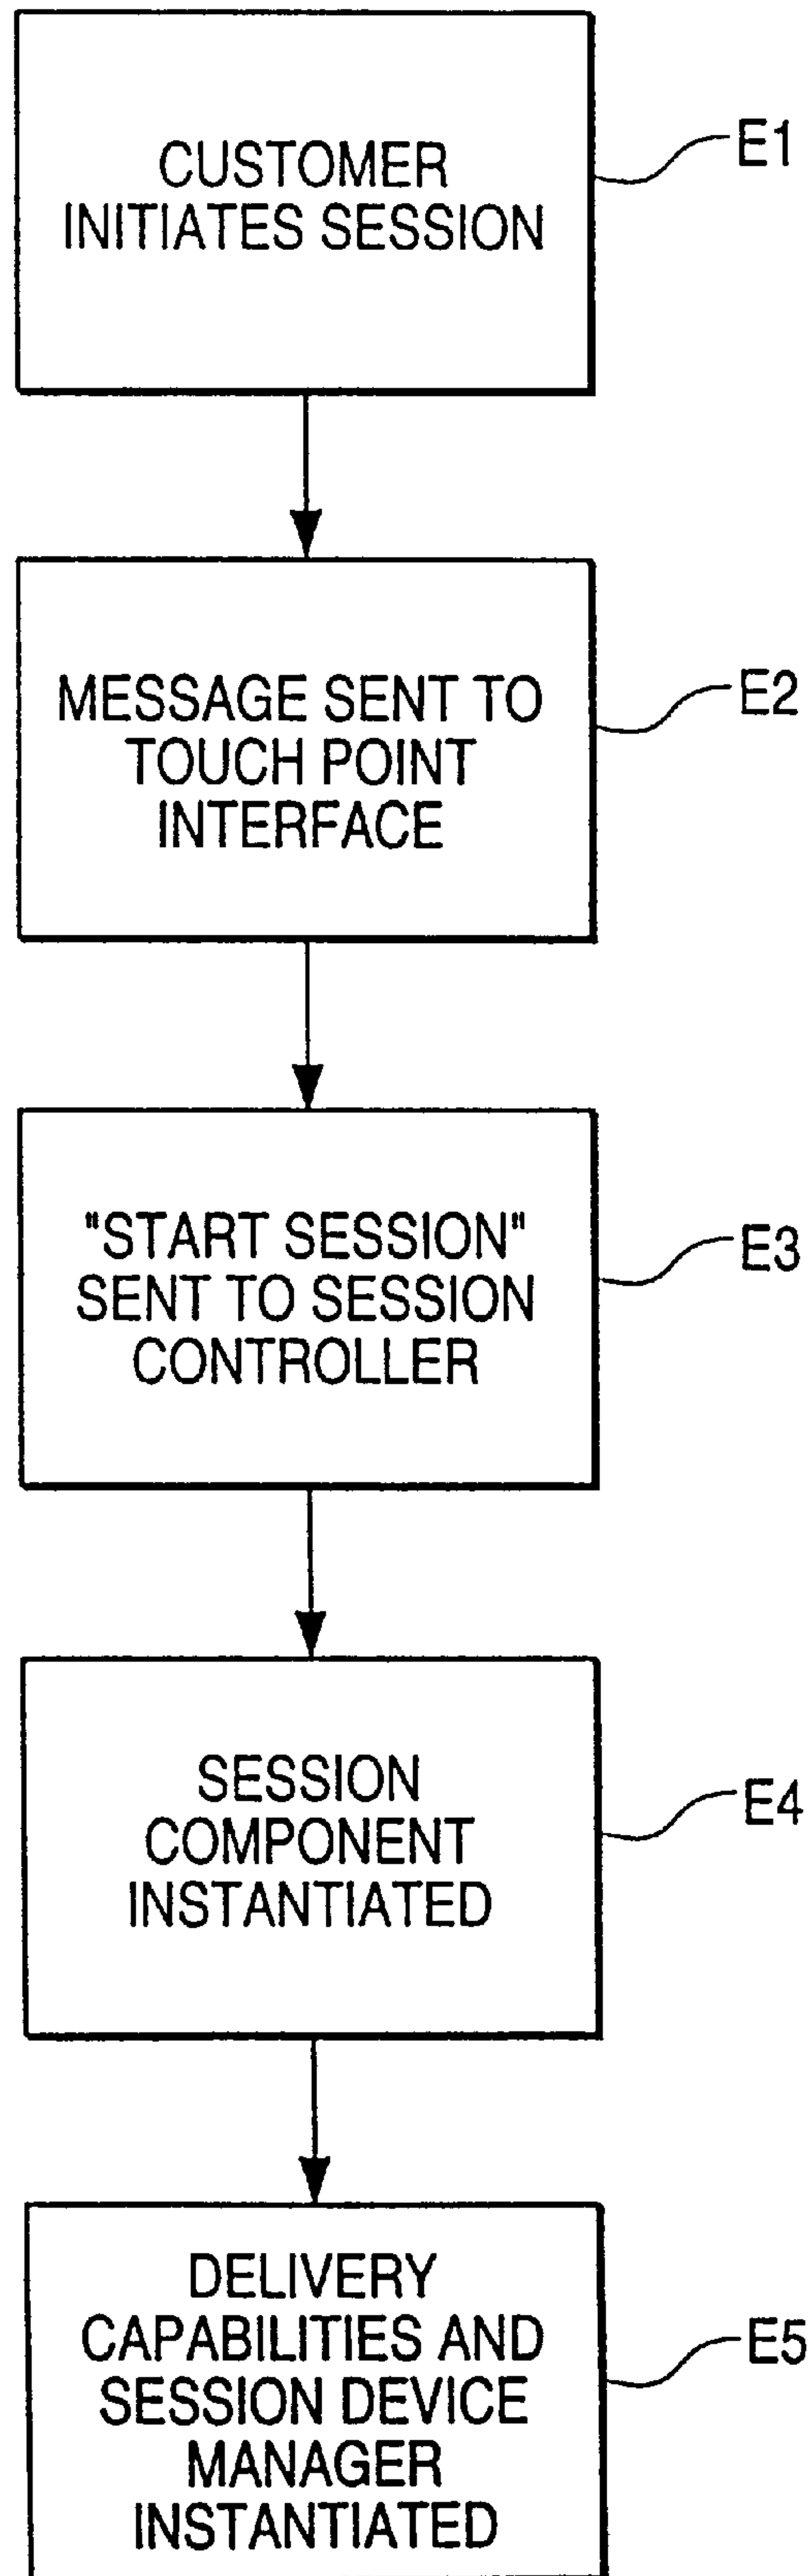 CUSTOMER
INITIATES SESSION
E1
MESSAGE SENT TO
TOUCH POINT
INTERFACE
E2
"START SESSION"
SENT TO SESSION
CONTROLLER
E3
SESSION
COMPONENT
INSTANTIATED
E4
DELIVERY
CAPABILITIES AND
SESSION DEVICE
MANAGER
INSTANTIATED
E5